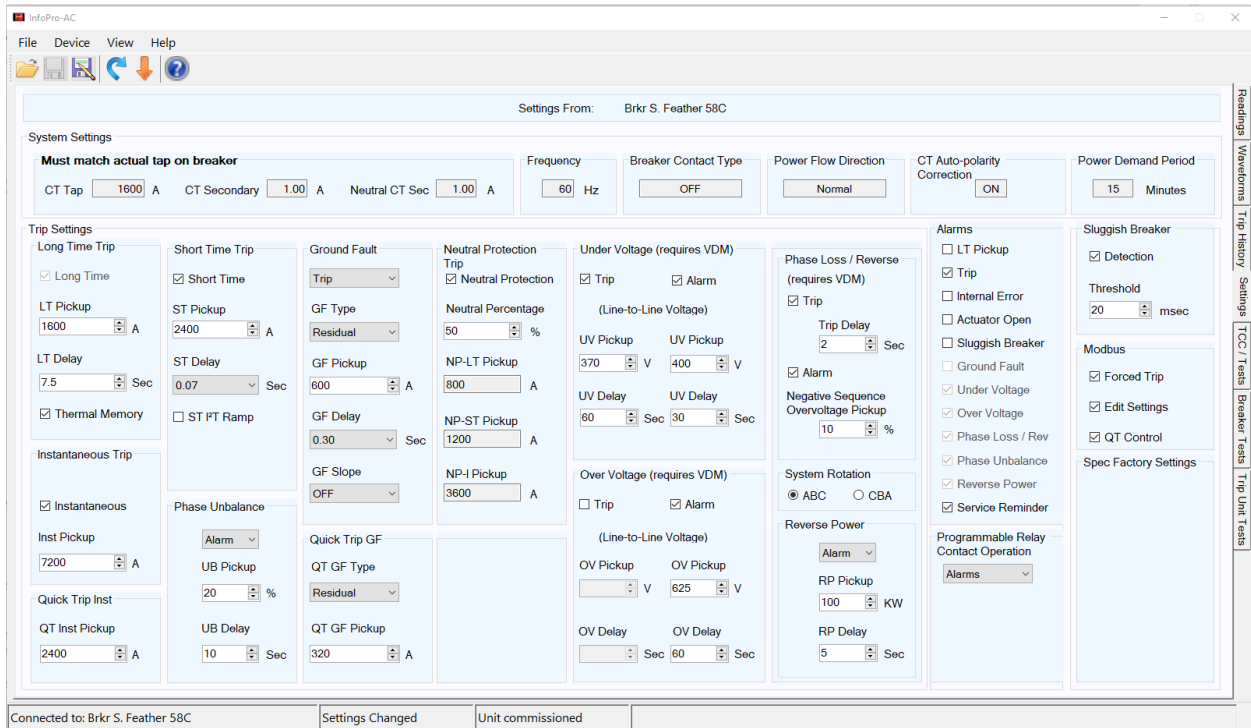 InfoPro-AC
File Device View Help
Settings From: Brkr S. Feather 58C
System Settings
Must match actual tap on breaker
CT Tap 1600 A CT Secondary 1.00 A Neutral CT Sec 1.00 A
Frequency
60 Hz
Breaker Contact Type
OFF
Power Flow Direction
Normal
CT Auto-polarity
Correction
ON
Power Demand Period
15 Minutes
Trip Settings
Long Time Trip
Long Time
LT Pickup
1600 A
LT Delay
7.5 Sec
Thermal Memory
Instantaneous Trip
Instantaneous
Inst Pickup
7200 A
Quick Trip Inst
QT Inst Pickup
2400 A
Short Time Trip
Short Time
ST Pickup
2400 A
ST Delay
0.07 Sec
ST I²T Ramp
Phase Unbalance
Alarm
UB Pickup
20 %
UB Delay
10 Sec
Ground Fault
Trip
GF Type
Residual
GF Pickup
600 A
GF Delay
0.30 Sec
GF Slope
OFF
Quick Trip GF
QT GF Type
Residual
QT GF Pickup
320 A
Neutral Protection
Trip
Neutral Protection
Neutral Percentage
50 %
NP-LT Pickup
800 A
NP-ST Pickup
1200 A
NP-I Pickup
3600 A
Under Voltage (requires VDM)
Trip Alarm
(Line-to-Line Voltage)
UV Pickup UV Pickup
370 V 400 V
UV Delay UV Delay
60 Sec 30 Sec
Over Voltage (requires VDM)
Trip Alarm
(Line-to-Line Voltage)
OV Pickup OV Pickup
V 625 V
OV Delay OV Delay
Sec 60 Sec
Phase Loss / Reverse
(requires VDM)
Trip
Trip Delay
2 Sec
Alarm
Negative Sequence
Overvoltage Pickup
10 %
System Rotation
ABC CBA
Reverse Power
Alarm
RP Pickup
100 KW
RP Delay
5 Sec
Alarms
LT Pickup
Trip
Internal Error
Actuator Open
Sluggish Breaker
Ground Fault
Under Voltage
Over Voltage
Phase Loss / Rev
Phase Unbalance
Reverse Power
Service Reminder
Programmable Relay
Contact Operation
Alarms
Sluggish Breaker
Detection
Threshold
20 msec
Modbus
Forced Trip
Edit Settings
QT Control
Spec Factory Settings
Readings
Waveforms
Trip History
Settings
TCC / Tests
Breaker Tests
Trip Unit Tests
Connected to: Brkr S. Feather 58C Settings Changed Unit commissioned